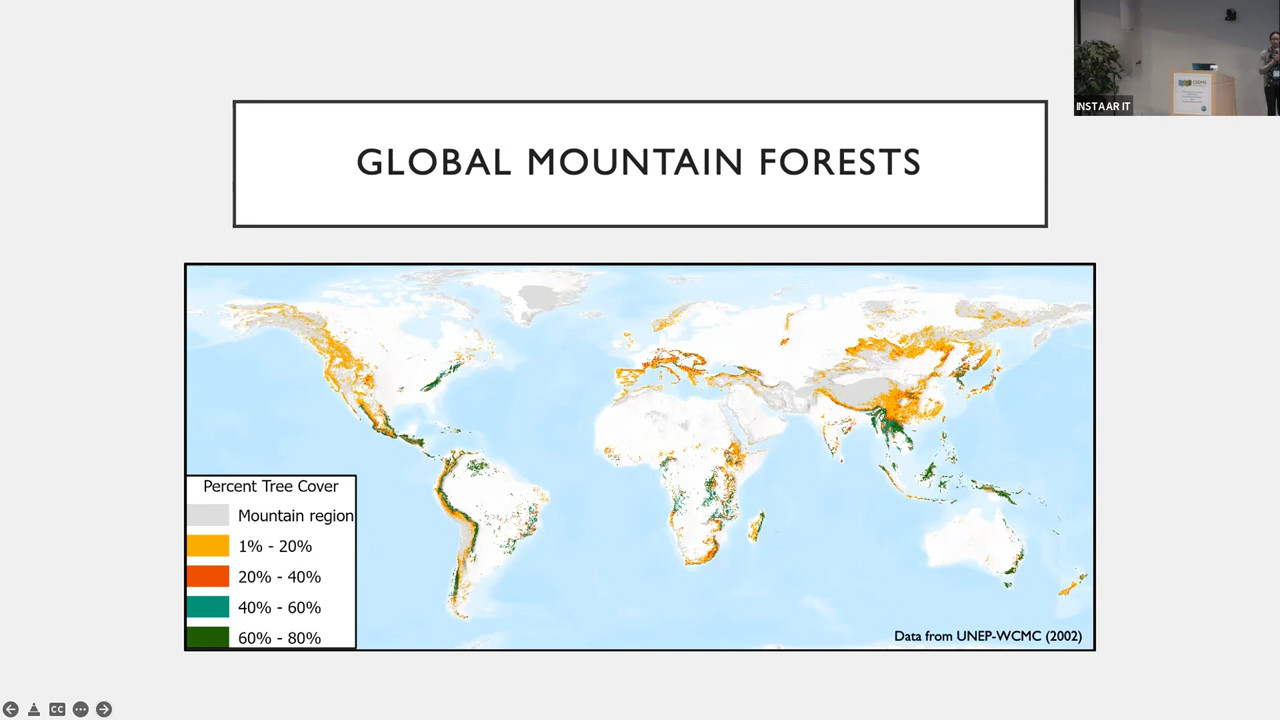 GLOBAL MOUNTAIN FORESTS
INSTAAR IT
Percent Tree Cover
Mountain region
1% - 20%
20% - 40%
40% - 60%
60% - 80%
Data from UNEP-WCMC (2002)
CC